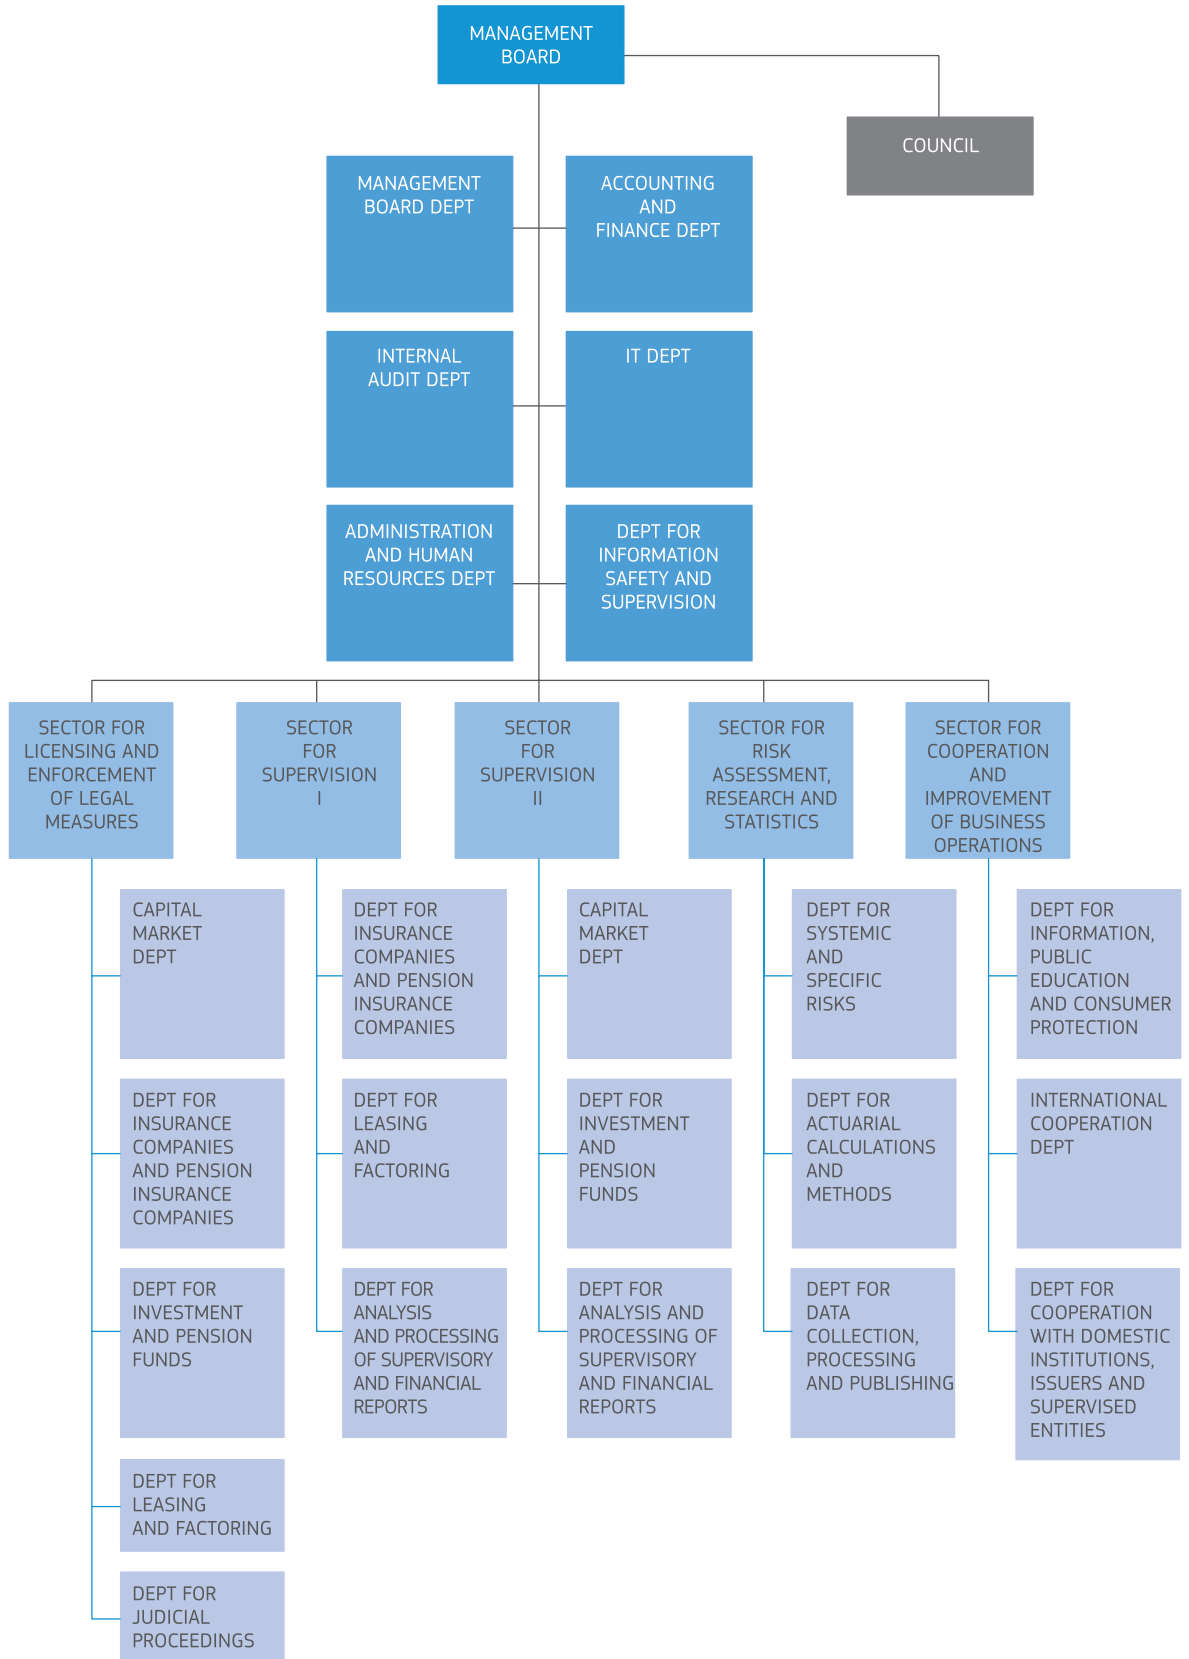 MANAGEMENT
BOARD
COUNCIL
MANAGEMENT
BOARD DEPT
ACCOUNTING
AND
FINANCE DEPT
INTERNAL
AUDIT DEPT
IT DEPT
ADMINISTRATION
AND HUMAN
RESOURCES DEPT
DEPT FOR
INFORMATION
SAFETY AND
SUPERVISION
SECTOR FOR
LICENSING AND
ENFORCEMENT
OF LEGAL
MEASURES
SECTOR
FOR
SUPERVISION
I
SECTOR
FOR
SUPERVISION
II
SECTOR FOR
RISK
ASSESSMENT,
RESEARCH AND
STATISTICS
SECTOR FOR
COOPERATION
AND
IMPROVEMENT
OF BUSINESS
OPERATIONS
CAPITAL
MARKET
DEPT
DEPT FOR
INSURANCE
COMPANIES
AND PENSION
INSURANCE
COMPANIES
CAPITAL
MARKET
DEPT
DEPT FOR
SYSTEMIC
AND
SPECIFIC
RISKS
DEPT FOR
INFORMATION,
PUBLIC
EDUCATION
AND CONSUMER
PROTECTION
DEPT FOR
INSURANCE
COMPANIES
AND PENSION
INSURANCE
COMPANIES
DEPT FOR
LEASING
AND
FACTORING
DEPT FOR
INVESTMENT
AND
PENSION
FUNDS
DEPT FOR
ACTUARIAL
CALCULATIONS
AND
METHODS
INTERNATIONAL
COOPERATION
DEPT
DEPT FOR
INVESTMENT
AND PENSION
FUNDS
DEPT FOR
ANALYSIS
AND PROCESSING
OF SUPERVISORY
AND FINANCIAL
REPORTS
DEPT FOR
ANALYSIS AND
PROCESSING OF
SUPERVISORY
AND FINANCIAL
REPORTS
DEPT FOR
DATA
COLLECTION,
PROCESSING
AND PUBLISHING
DEPT FOR
COOPERATION
WITH DOMESTIC
INSTITUTIONS,
ISSUERS AND
SUPERVISED
ENTITIES
DEPT FOR
LEASING
AND FACTORING
DEPT FOR
JUDICIAL
PROCEEDINGS